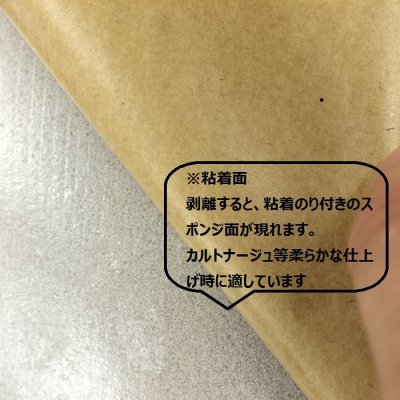 ※粘着面
剥離すると、粘着のり付きのス
ポンジ面が現れます。
カルトナージュ等柔らかな仕上
げ時に適しています